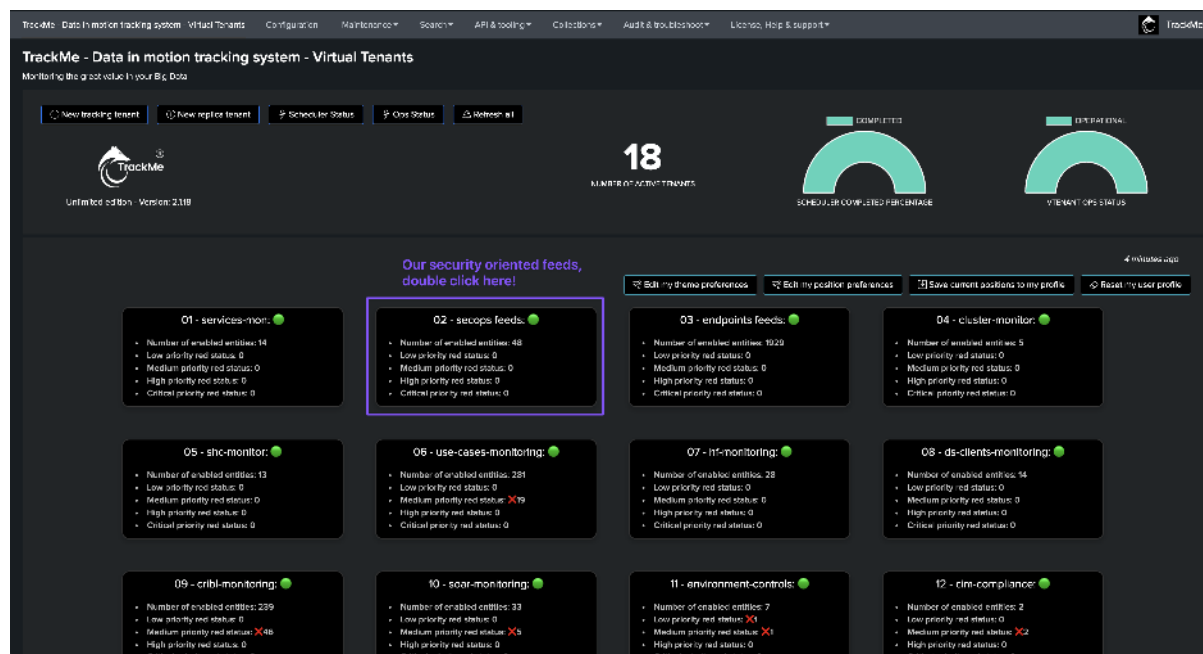 TrackMe - Data in motion tracking system - Virtual Tenants Configuration Maintenance Search API & tooling Collections Audit & troubleshoot License, Help & support TrackMe
TrackMe - Data in motion tracking system - Virtual Tenants
Monitoring the great value in your Big Data
New tracking tenant New replica tenant Scheduler Status Ops Status Refresh all
COMPLETED OPERATIONAL
TrackMe
18
NUMBER OF ACTIVE TENANTS
Unlimited edition - Version: 2.1.18
SCHEDULER COMPLETED PERCENTAGE VTENANT OPS STATUS
4 minutes ago
Our security oriented feeds,
double click here!
Edit my theme preferences Edit my position preferences Save current positions to my profile Reset my user profile
01 - services-mon:
Number of enabled entities: 14
Low priority red status: 0
Medium priority red status: 0
High priority red status: 0
Critical priority red status: 0
02 - secops feeds:
Number of enabled entities: 48
Low priority red status: 0
Medium priority red status: 0
High priority red status: 0
Critical priority red status: 0
03 - endpoints feeds:
Number of enabled entities: 1929
Low priority red status: 0
Medium priority red status: 0
High priority red status: 0
Critical priority red status: 0
04 - cluster-monitor:
Number of enabled entities: 5
Low priority red status: 0
Medium priority red status: 0
High priority red status: 0
Critical priority red status: 0
05 - shc-monitor:
Number of enabled entities: 13
Low priority red status: 0
Medium priority red status: 0
High priority red status: 0
Critical priority red status: 0
06 - use-cases-monitoring:
Number of enabled entities: 281
Low priority red status: 0
Medium priority red status: ❌19
High priority red status: 0
Critical priority red status: 0
07 - hf-monitoring:
Number of enabled entities: 28
Low priority red status: 0
Medium priority red status: 0
High priority red status: 0
Critical priority red status: 0
08 - ds-clients-monitoring:
Number of enabled entities: 14
Low priority red status: 0
Medium priority red status: 0
High priority red status: 0
Critical priority red status: 0
09 - cribl-monitoring:
Number of enabled entities: 239
Low priority red status: 0
Medium priority red status: ❌46
High priority red status: 0
10 - soar-monitoring:
Number of enabled entities: 33
Low priority red status: 0
Medium priority red status: ❌5
High priority red status: 0
11 - environment-controls:
Number of enabled entities: 7
Low priority red status: ❌1
Medium priority red status: ❌1
High priority red status: 0
12 - cim-compliance:
Number of enabled entities: 2
Low priority red status: 0
Medium priority red status: ❌2
High priority red status: 0